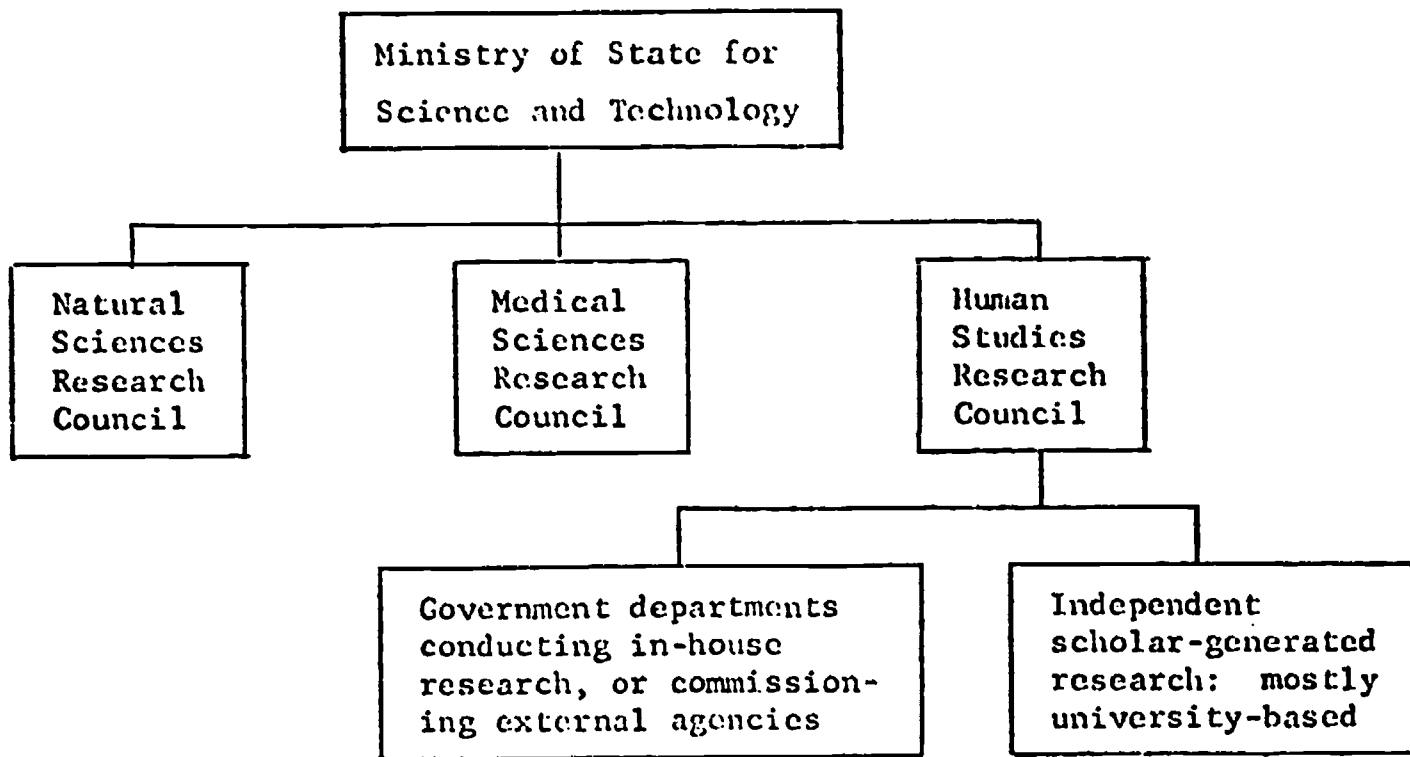 Ministry of State for
Science and Technology
Natural
Sciences
Research
Council
Medical
Sciences
Research
Council
Human
Studies
Research
Council
Government departments
conducting in-house
research, or commission-
ing external agencies
Independent
scholar-generated
research: mostly
university-based